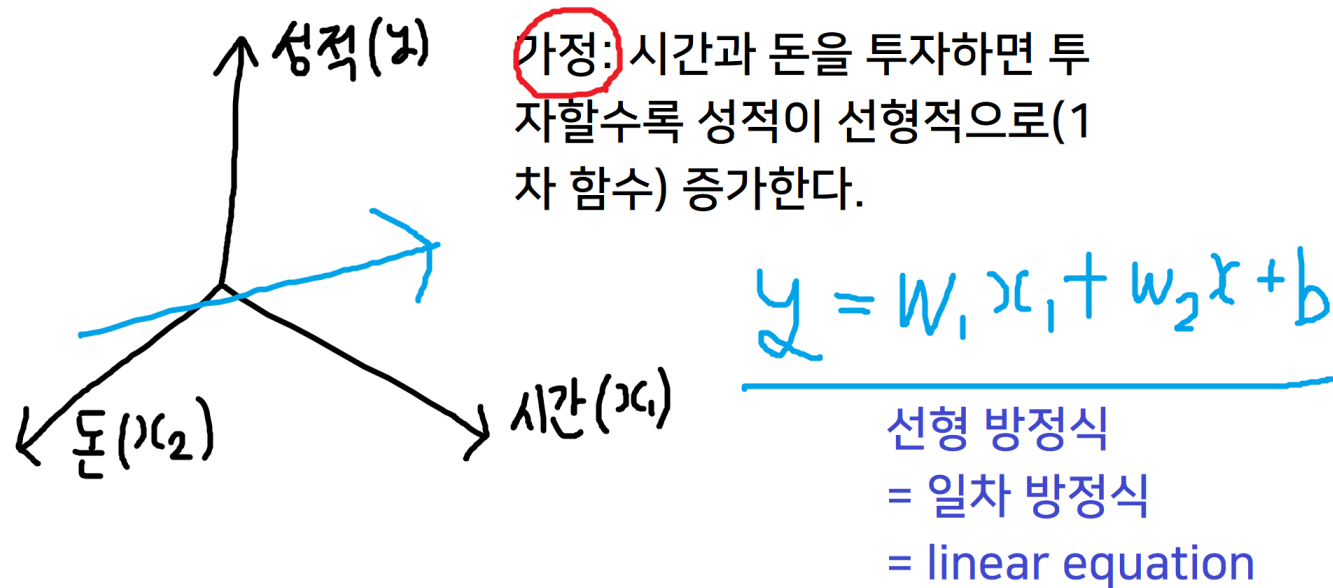 성적(y)
가정: 시간과 돈을 투자하면 투
자할수록 성적이 선형적으로(1
차 함수) 증가한다.
y = w₁x₁ + w₂x + b
돈(x₂)
시간(x₁)
선형 방정식
= 일차 방정식
= linear equation